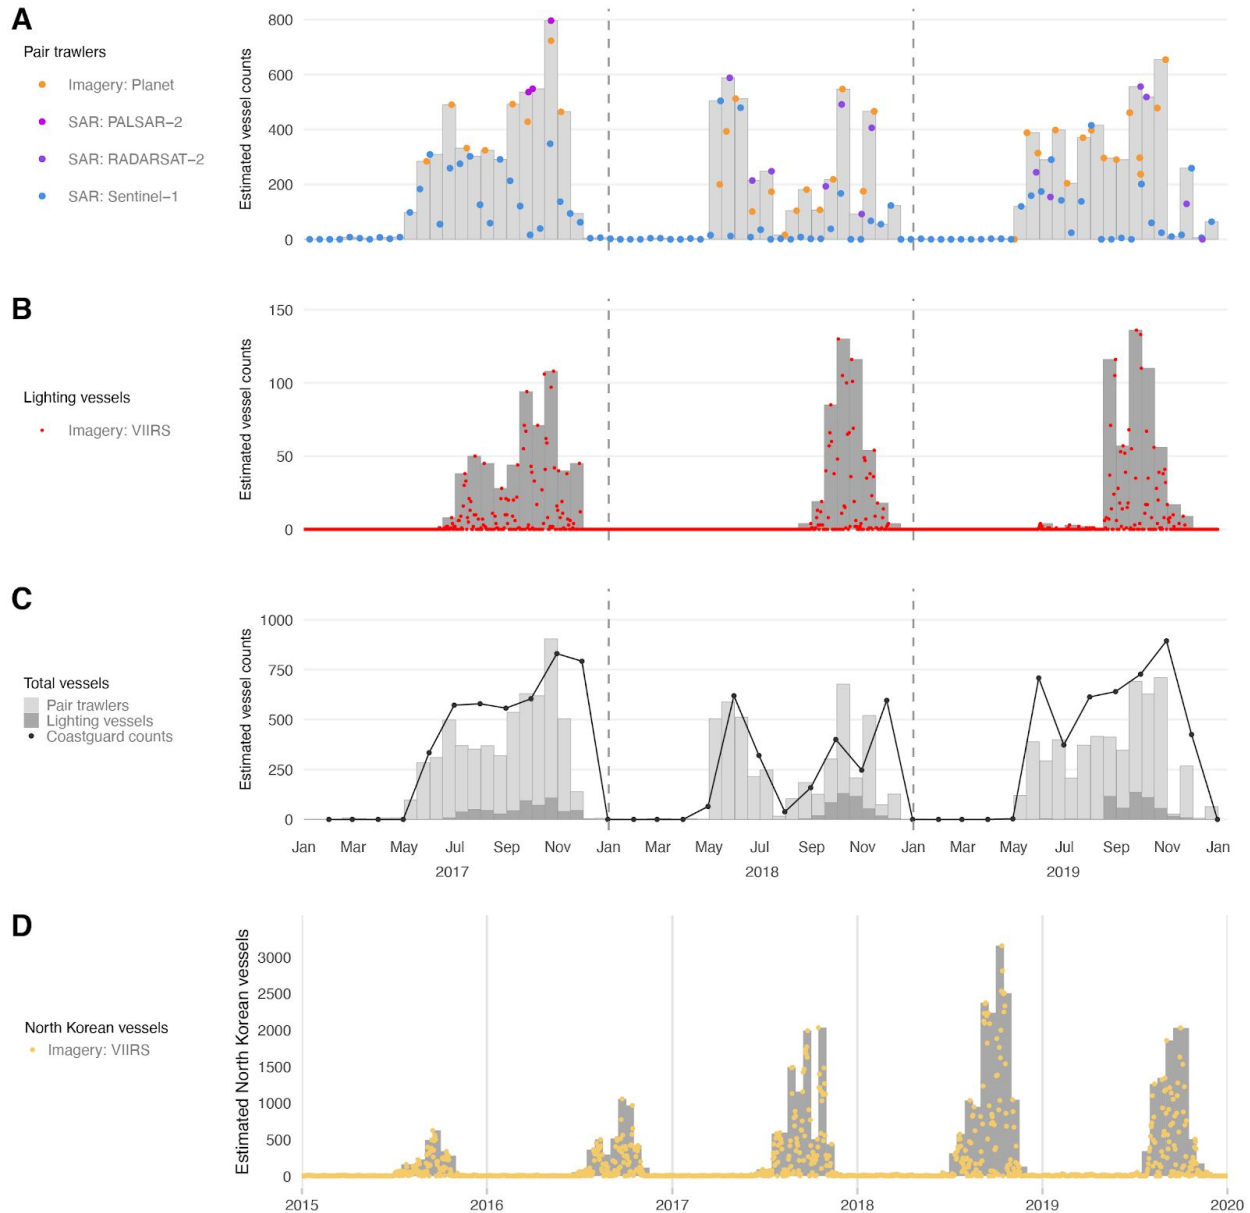 A
Pair trawlers
Imagery: Planet
SAR: PALSAR−2
SAR: RADARSAT−2
SAR: Sentinel−1
Estimated vessel counts
800
600
400
200
0
B
Lighting vessels
Imagery: VIIRS
Estimated vessel counts
150
100
50
0
C
Total vessels
Pair trawlers
Lighting vessels
Coastguard counts
Estimated vessel counts
1000
750
500
250
0
Jan Mar May Jul Sep Nov Jan Mar May Jul Sep Nov Jan Mar May Jul Sep Nov Jan
2017 2018 2019
D
North Korean vessels
Imagery: VIIRS
Estimated North Korean vessels
3000
2500
2000
1500
1000
500
0
2015 2016 2017 2018 2019 2020